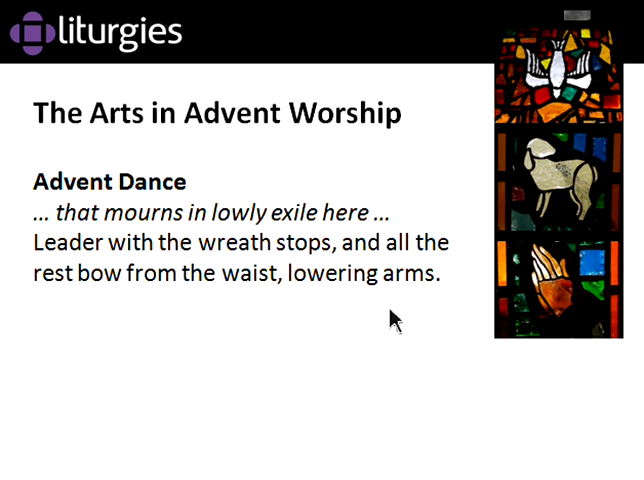 liturgies
The Arts in Advent Worship
Advent Dance
... that mourns in lowly exile here ...
Leader with the wreath stops, and all the
rest bow from the waist, lowering arms.